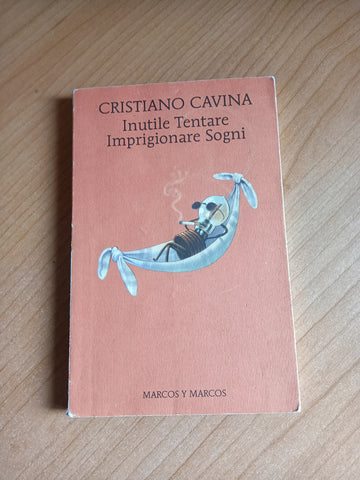 CRISTIANO CAVINA
Inutile Tentare
Imprigionare Sogni
MARCOS Y MARCOS